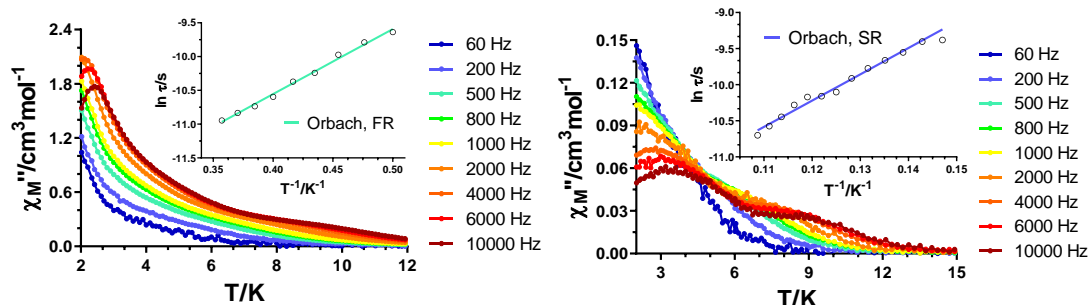 2.4
1.8
1.2
0.6
0.0
2
4
6
8
10
12
T/K
χM''/cm³mol⁻¹
-9.5
-10.0
-10.5
-11.0
-11.5
0.35
0.40
0.45
0.50
T⁻¹/K⁻¹
ln τ/s
Orbach, FR
60 Hz
200 Hz
500 Hz
800 Hz
1000 Hz
2000 Hz
4000 Hz
6000 Hz
10000 Hz
0.15
0.12
0.09
0.06
0.03
0.00
3
6
9
12
15
T/K
χM''/cm³mol⁻¹
-9.0
-9.5
-10.0
-10.5
-11.0
0.11
0.12
0.13
0.14
0.15
T⁻¹/K⁻¹
ln τ/s
Orbach, SR
60 Hz
200 Hz
500 Hz
800 Hz
1000 Hz
2000 Hz
4000 Hz
6000 Hz
10000 Hz